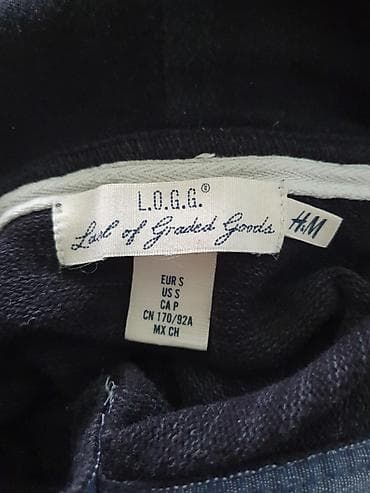 L.O.G.G.®
Label of Graded Goods
H&M
EUR S
US S
CA P
CN 170/92A
MX CH